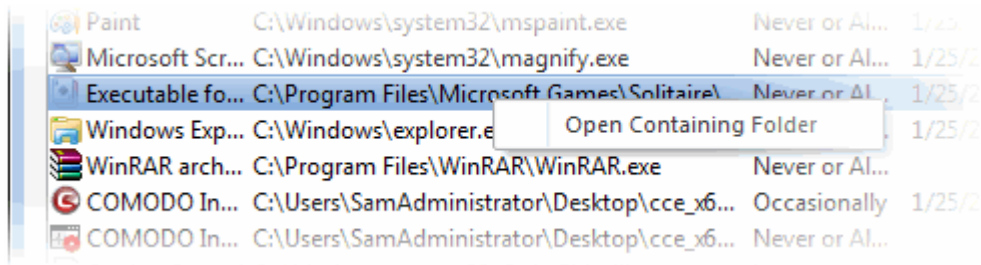 Paint C:\Windows\system32\mspaint.exe Never or Al... 1/25
Microsoft Scr... C:\Windows\system32\magnify.exe Never or Al... 1/25/2
Executable fo... C:\Program Files\Microsoft Games\Solitaire\... Never or Al... 1/25/2
Windows Exp... C:\Windows\explorer.e Open Containing Folder 1/25/2
WinRAR arch... C:\Program Files\WinRAR\WinRAR.exe Never or Al...
COMODO In... C:\Users\SamAdministrator\Desktop\cce_x6... Occasionally 1/25/2
COMODO In... C:\Users\SamAdministrator\Desktop\cce_x6... Never or Al...